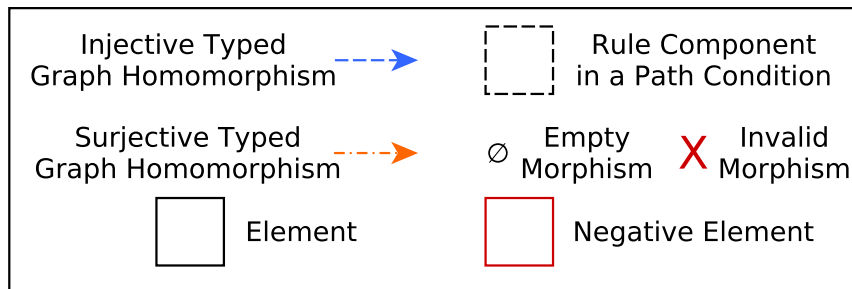 Injective Typed
Graph Homomorphism
Rule Component
in a Path Condition
Surjective Typed
Graph Homomorphism
∅ Empty
Morphism
X Invalid
Morphism
Element
Negative Element